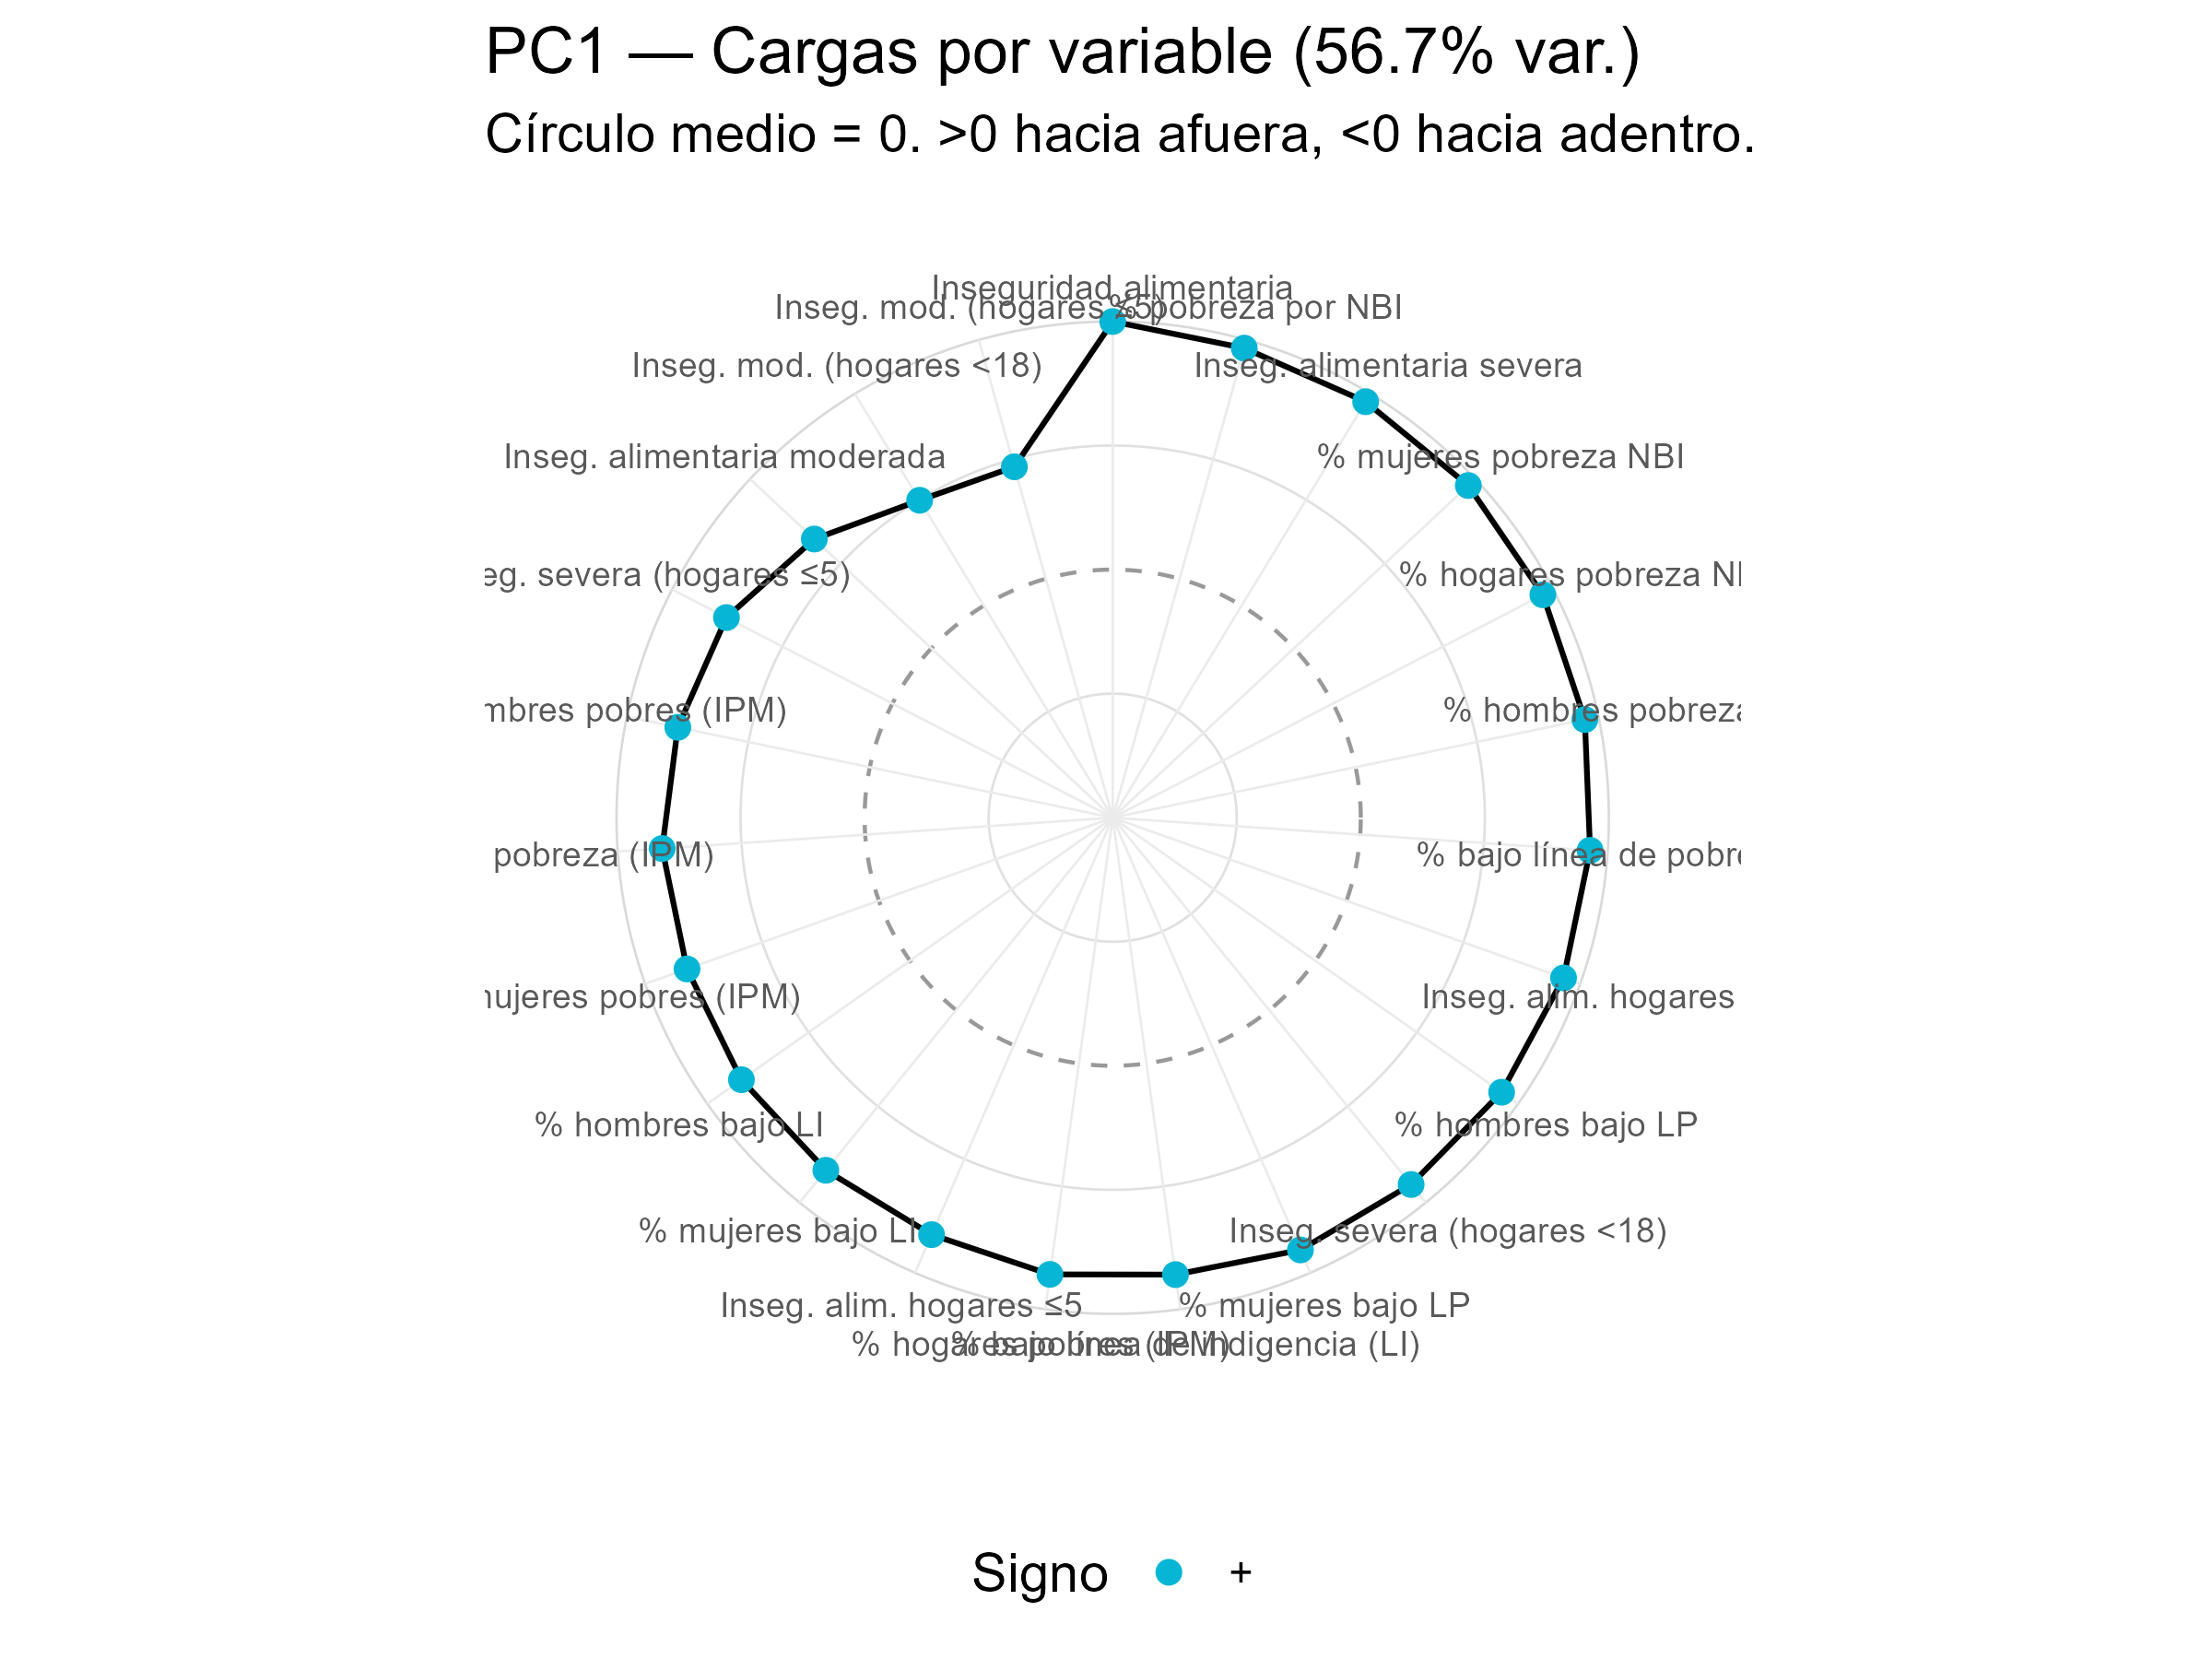 PC1 — Cargas por variable (56.7% var.)
Círculo medio = 0. >0 hacia afuera, <0 hacia adentro.
Inseguridad alimentaria
Inseg. mod. (hogares ≤5)
% pobreza por NBI
Inseg. mod. (hogares <18)
Inseg. alimentaria severa
Inseg. alimentaria moderada
% mujeres pobreza NBI
eg. severa (hogares ≤5)
% hogares pobreza NI
mbres pobres (IPM)
% hombres pobreza
pobreza (IPM)
% bajo línea de pobre
mujeres pobres (IPM)
Inseg. alim. hogares
% hombres bajo LI
% hombres bajo LP
% mujeres bajo LI
Inseg. severa (hogares <18)
Inseg. alim. hogares ≤5
% mujeres bajo LP
% hogares pobres (IPM)
% bajo línea de indigencia (LI)
Signo +